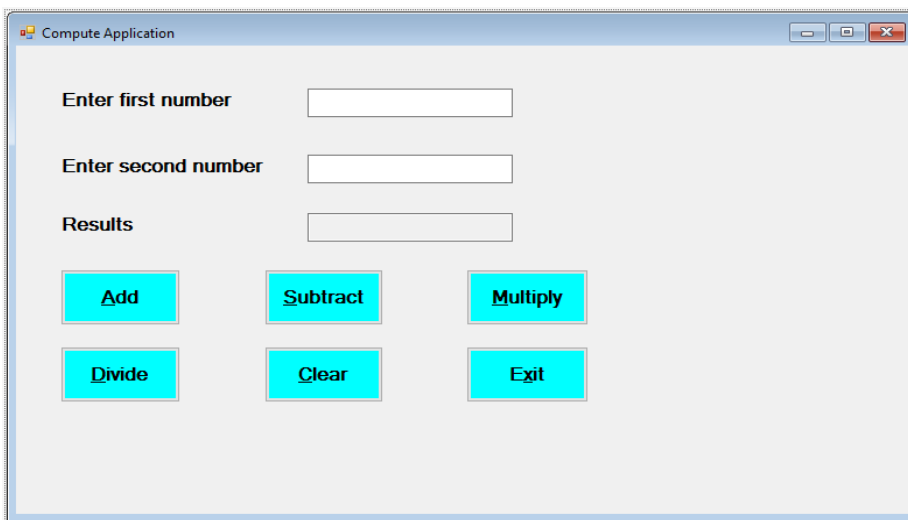 Compute Application
Enter first number
Enter second number
Results
Add Subtract Multiply
Divide Clear Exit